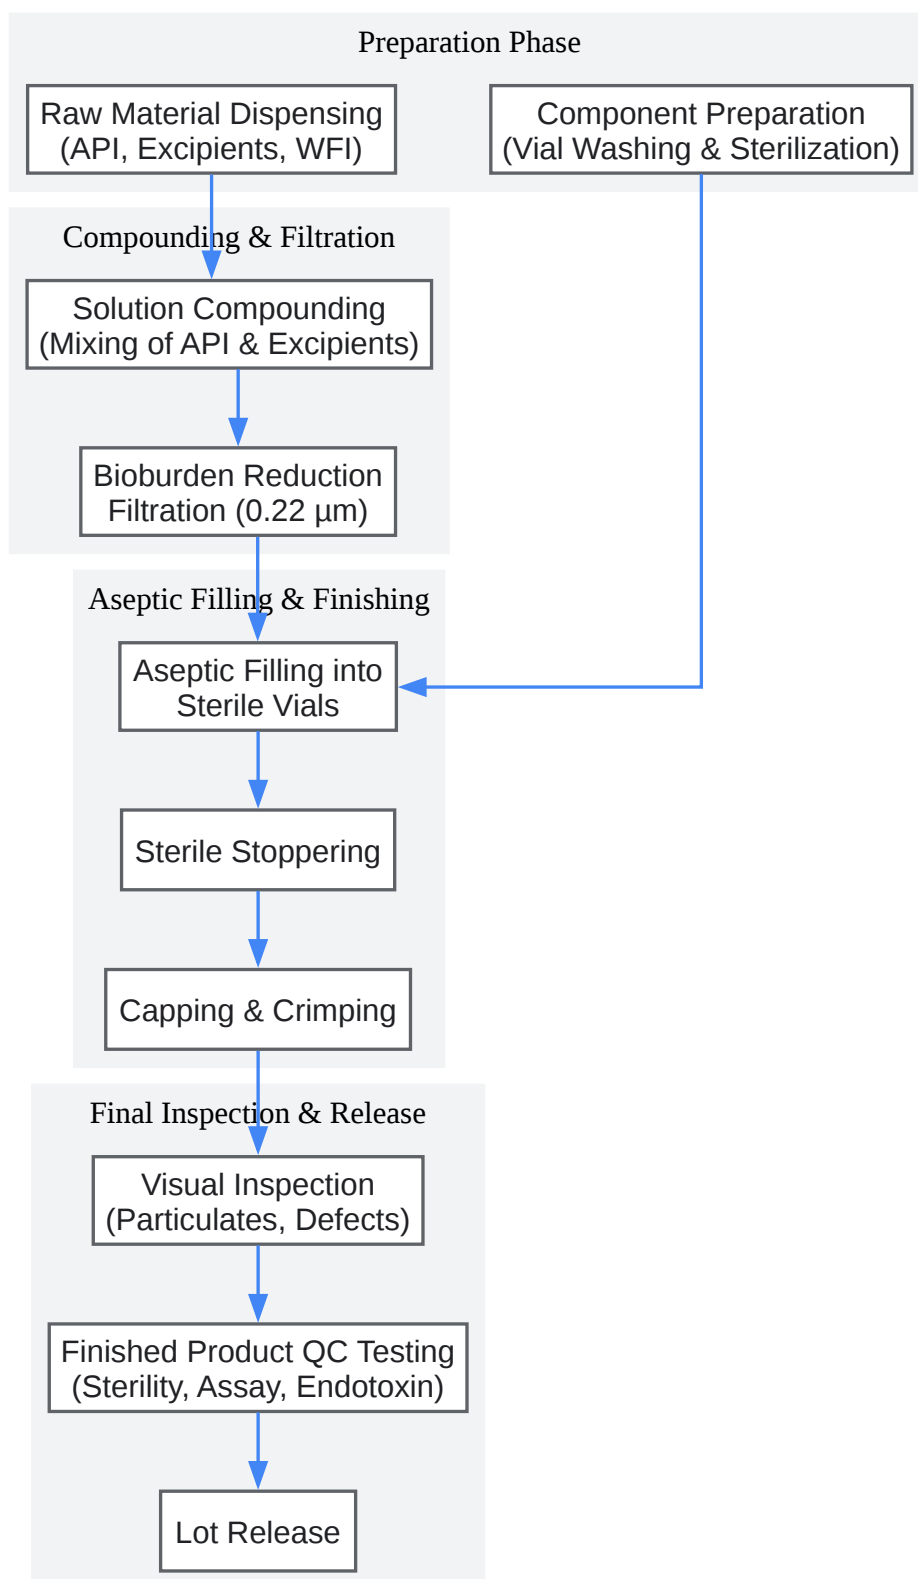 Preparation Phase
Raw Material Dispensing
(API, Excipients, WFI)
Component Preparation
(Vial Washing & Sterilization)
Compounding & Filtration
Solution Compounding
(Mixing of API & Excipients)
Bioburden Reduction
Filtration (0.22 µm)
Aseptic Filling & Finishing
Aseptic Filling into
Sterile Vials
Sterile Stoppering
Capping & Crimping
Final Inspection & Release
Visual Inspection
(Particulates, Defects)
Finished Product QC Testing
(Sterility, Assay, Endotoxin)
Lot Release